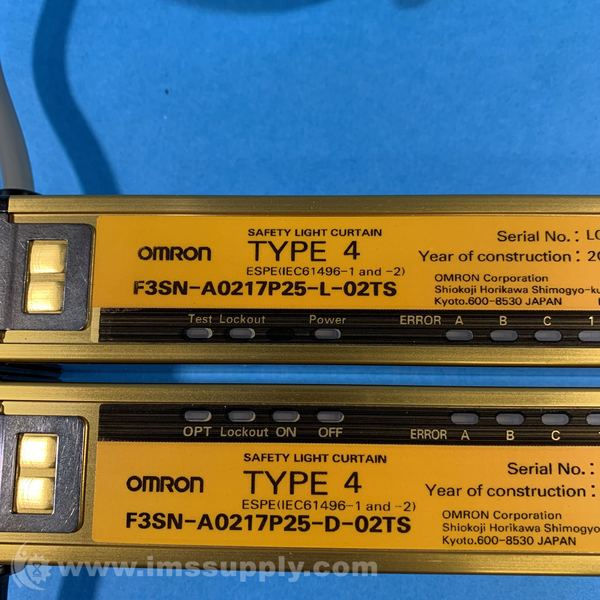 SAFETY LIGHT CURTAIN
OMRON
TYPE 4
ESPE(IEC61496-1 and -2)
F3SN-A0217P25-L-02TS
Serial No.:
Year of construction:
OMRON Corporation
Shiokoji Horikawa Shimogyo-ku
Kyoto.600-8530 JAPAN
Test Lockout Power ERROR A B C 1
OPT Lockout ON OFF ERROR A B C
SAFETY LIGHT CURTAIN
OMRON
TYPE 4
ESPE(IEC61496-1 and -2)
F3SN-A0217P25-D-02TS
Serial No.:
Year of construction:
OMRON Corporation
Shiokoji Horikawa Shimogyo
Kyoto.600-8530 JAPAN
www.imssupply.com